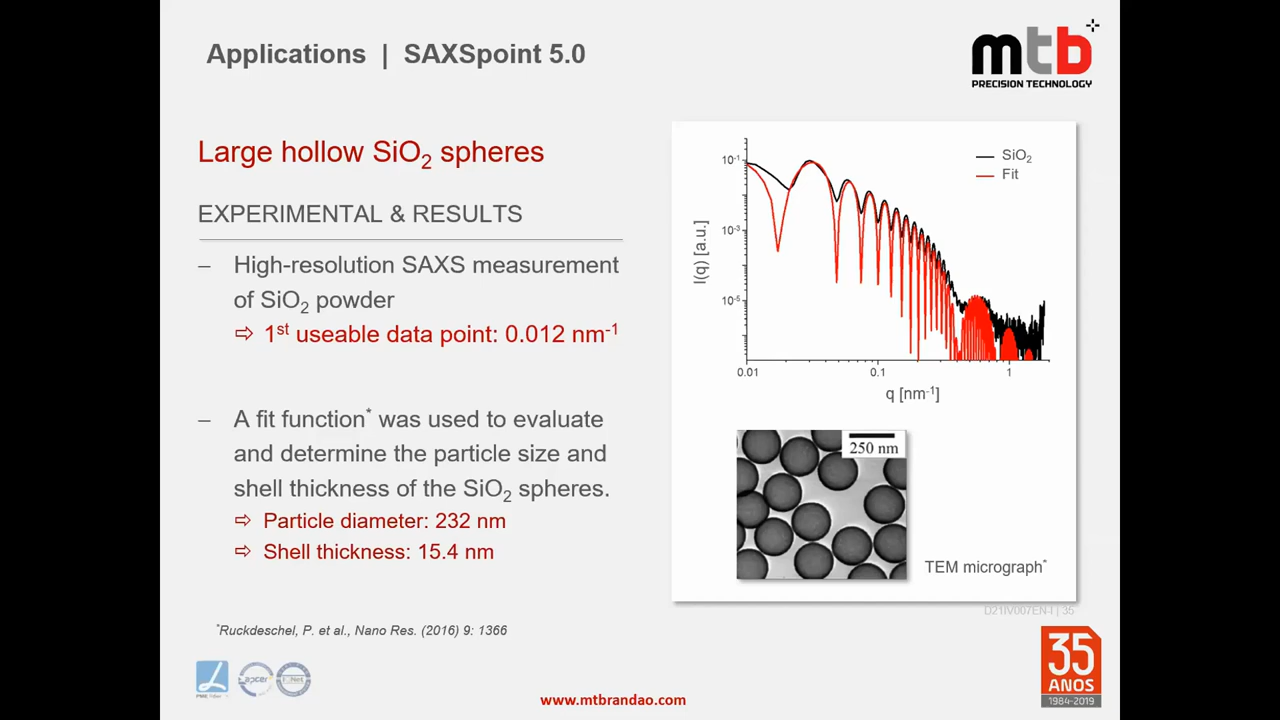 Applications | SAXSpoint 5.0
mtb
PRECISION TECHNOLOGY
Large hollow SiO₂ spheres
EXPERIMENTAL & RESULTS
– High-resolution SAXS measurement
of SiO₂ powder
⇨ 1ˢᵗ useable data point: 0.012 nm⁻¹
– A fit function* was used to evaluate
and determine the particle size and
shell thickness of the SiO₂ spheres.
⇨ Particle diameter: 232 nm
⇨ Shell thickness: 15.4 nm
*Ruckdeschel, P. et al., Nano Res. (2016) 9: 1366
SiO₂
Fit
I(q) [a.u.]
10⁻¹
10⁻³
10⁻⁵
0.01 0.1 1
q [nm⁻¹]
250 nm
TEM micrograph*
D21IV007EN-I | 35
apcer
www.mtbrandao.com
35
ANOS
1984-2019